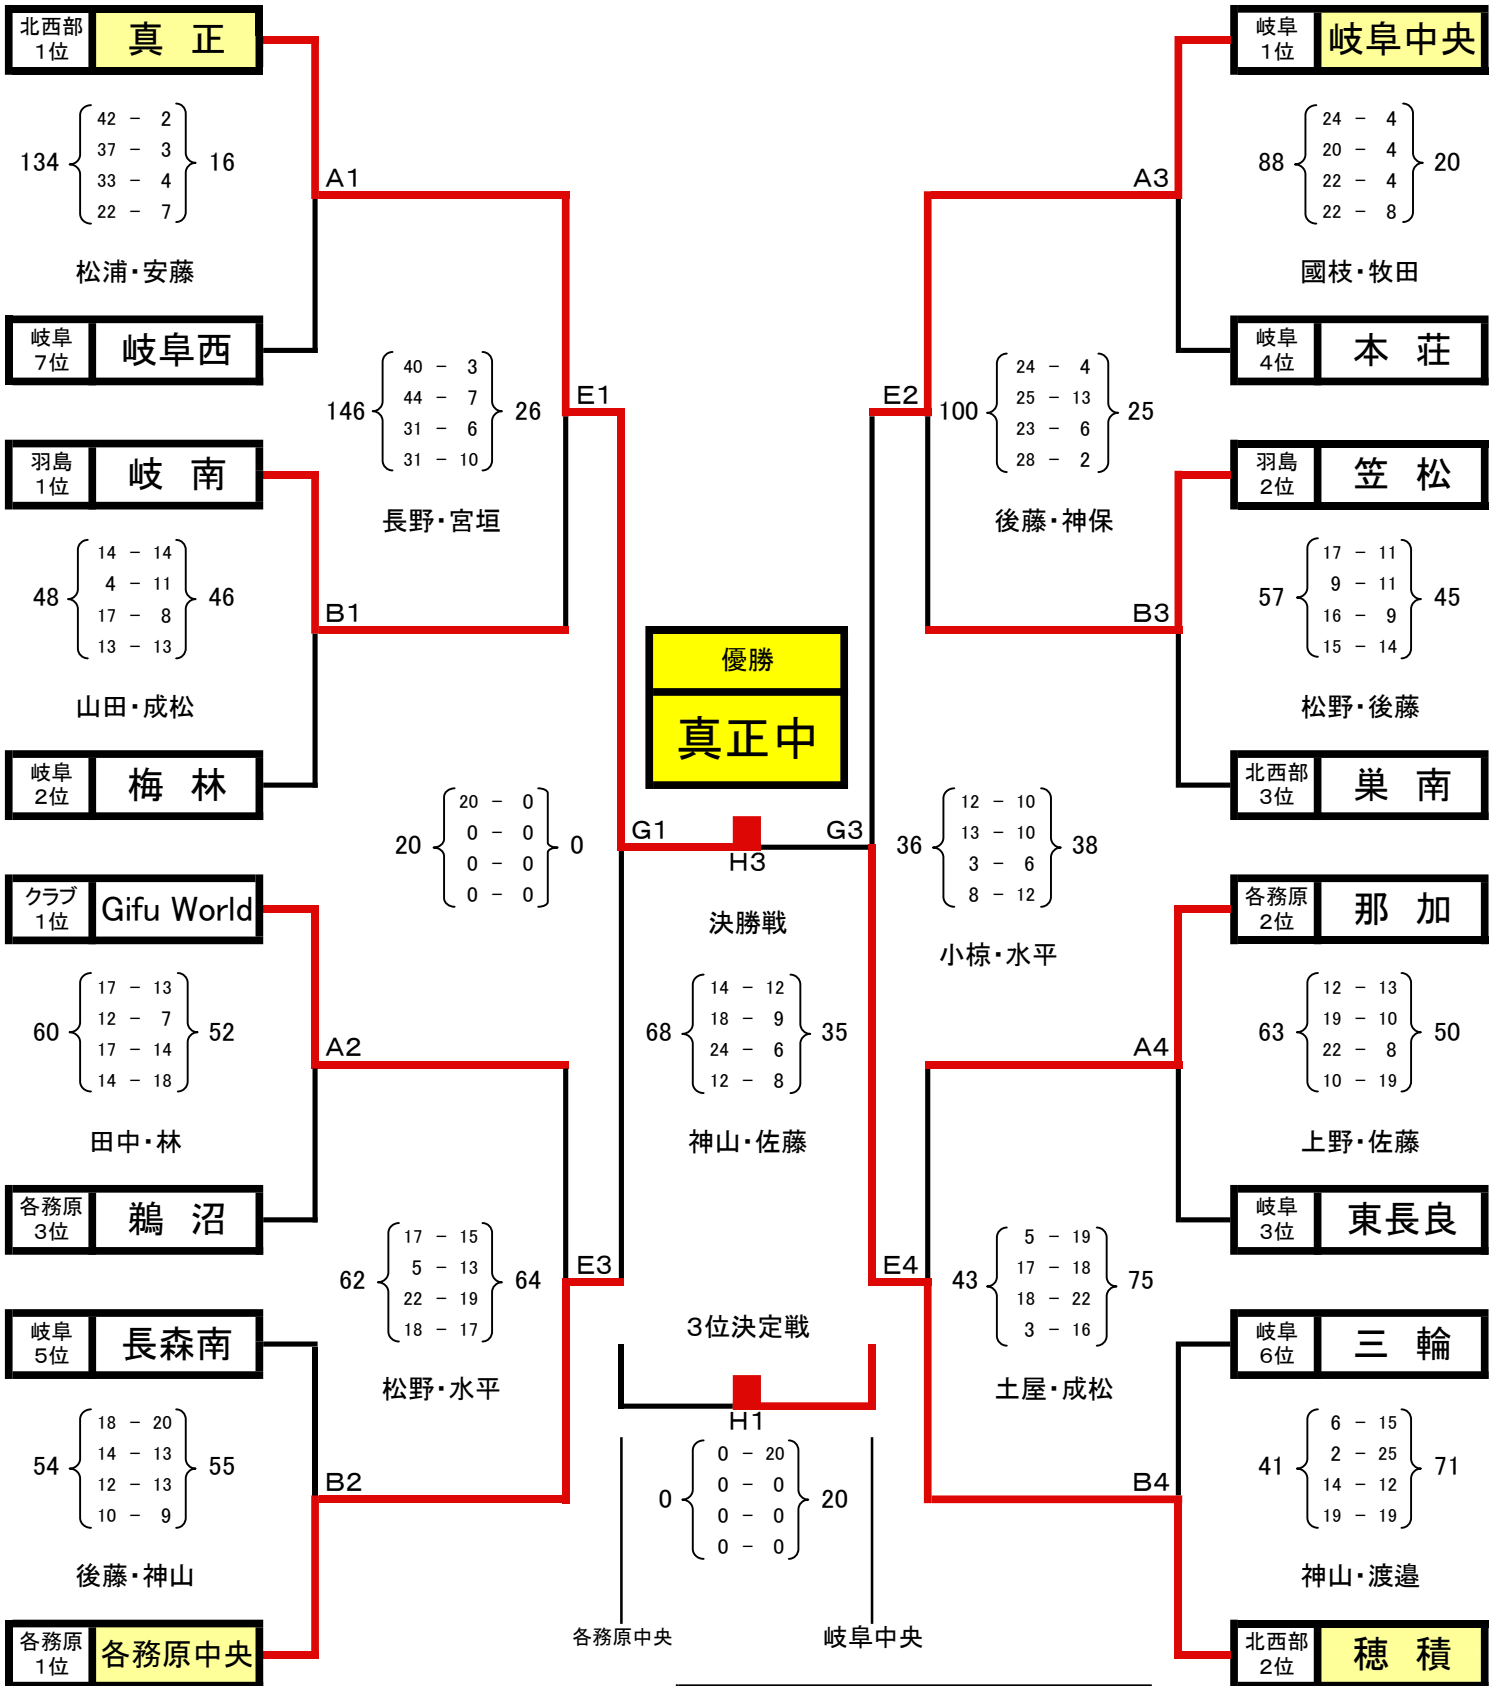 北西部
1位
真 正
42 - 2
37 - 3
33 - 4
22 - 7
134
16
A1
松浦・安藤
岐阜
7位
岐阜西
40 - 3
44 - 7
31 - 6
31 - 10
146
26
E1
長野・宮垣
羽島
1位
岐 南
14 - 14
4 - 11
17 - 8
13 - 13
48
46
B1
山田・成松
岐阜
2位
梅 林
20 - 0
0 - 0
0 - 0
0 - 0
20
0
G1
クラブ
1位
Gifu World
17 - 13
12 - 7
17 - 14
14 - 18
60
52
A2
田中・林
各務原
3位
鵜 沼
17 - 15
5 - 13
22 - 19
18 - 17
62
64
E3
松野・水平
岐阜
5位
長森南
18 - 20
14 - 13
12 - 13
10 - 9
54
55
B2
後藤・神山
各務原
1位
各務原中央
優勝
真正中
H3
決勝戦
14 - 12
18 - 9
24 - 6
12 - 8
68
35
神山・佐藤
3位決定戦
H1
0 - 20
0 - 0
0 - 0
0 - 0
0
20
各務原中央
岐阜中央
岐阜
1位
岐阜中央
24 - 4
20 - 4
22 - 4
22 - 8
88
20
A3
國枝・牧田
岐阜
4位
本 荘
24 - 4
25 - 13
23 - 6
28 - 2
100
25
E2
後藤・神保
羽島
2位
笠 松
17 - 11
9 - 11
16 - 9
15 - 14
57
45
B3
松野・後藤
北西部
3位
巣 南
12 - 10
13 - 10
3 - 6
8 - 12
36
38
G3
小椋・水平
各務原
2位
那 加
12 - 13
19 - 10
22 - 8
10 - 19
63
50
A4
上野・佐藤
岐阜
3位
東長良
5 - 19
17 - 18
18 - 22
3 - 16
43
75
E4
土屋・成松
岐阜
6位
三 輪
6 - 15
2 - 25
14 - 12
19 - 19
41
71
B4
神山・渡邉
北西部
2位
穂 積